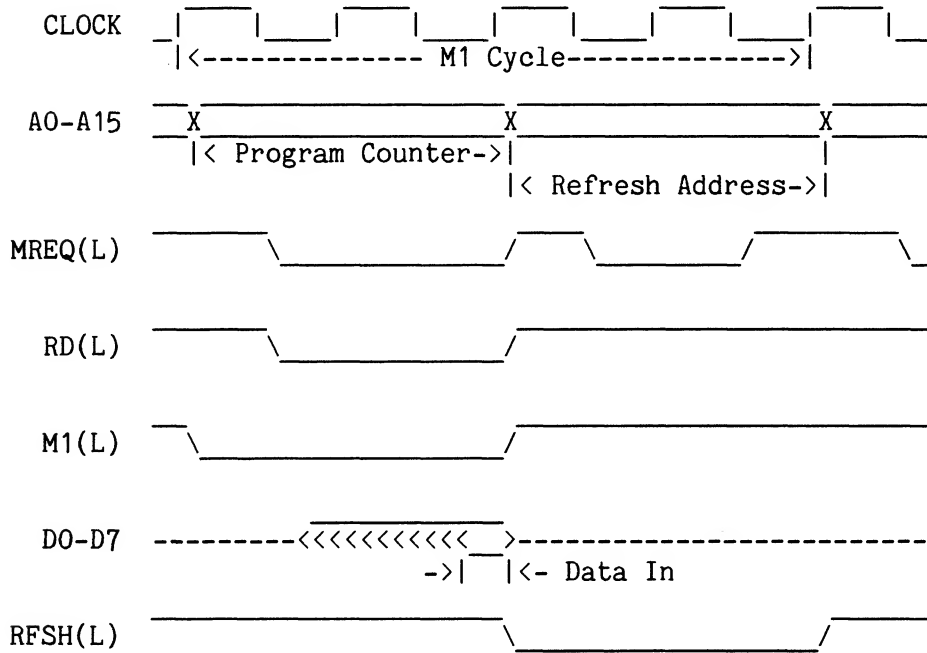 CLOCK
|<--------------- M1 Cycle-------------->|
A0-A15 X X X
|< Program Counter->|
|< Refresh Address->|
MREQ(L)
RD(L)
M1(L)
D0-D7 ---------<<<<<<<<<<< >---------------------------
->| |<- Data In
RFSH(L)